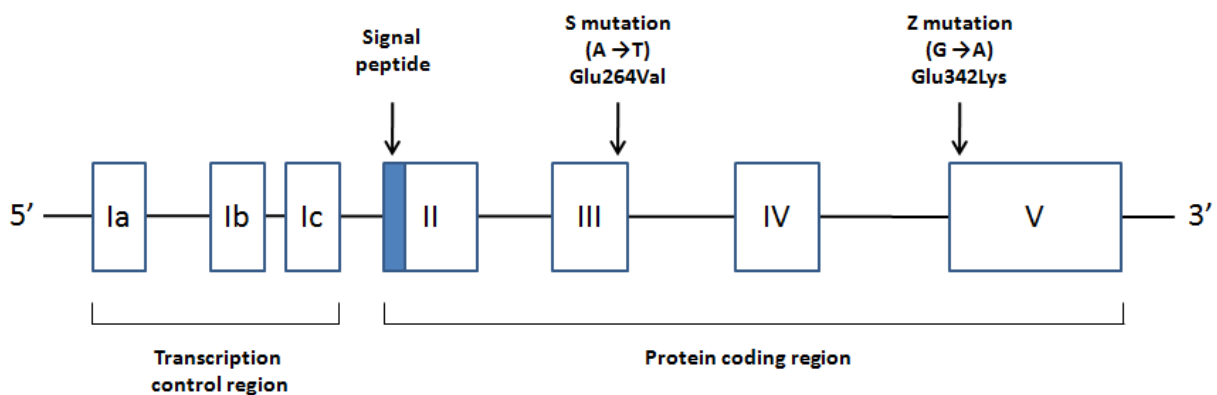 Signal
peptide
S mutation
(A →T)
Glu264Val
Z mutation
(G →A)
Glu342Lys
5’ Ia Ib Ic II III IV V 3’
Transcription
control region
Protein coding region